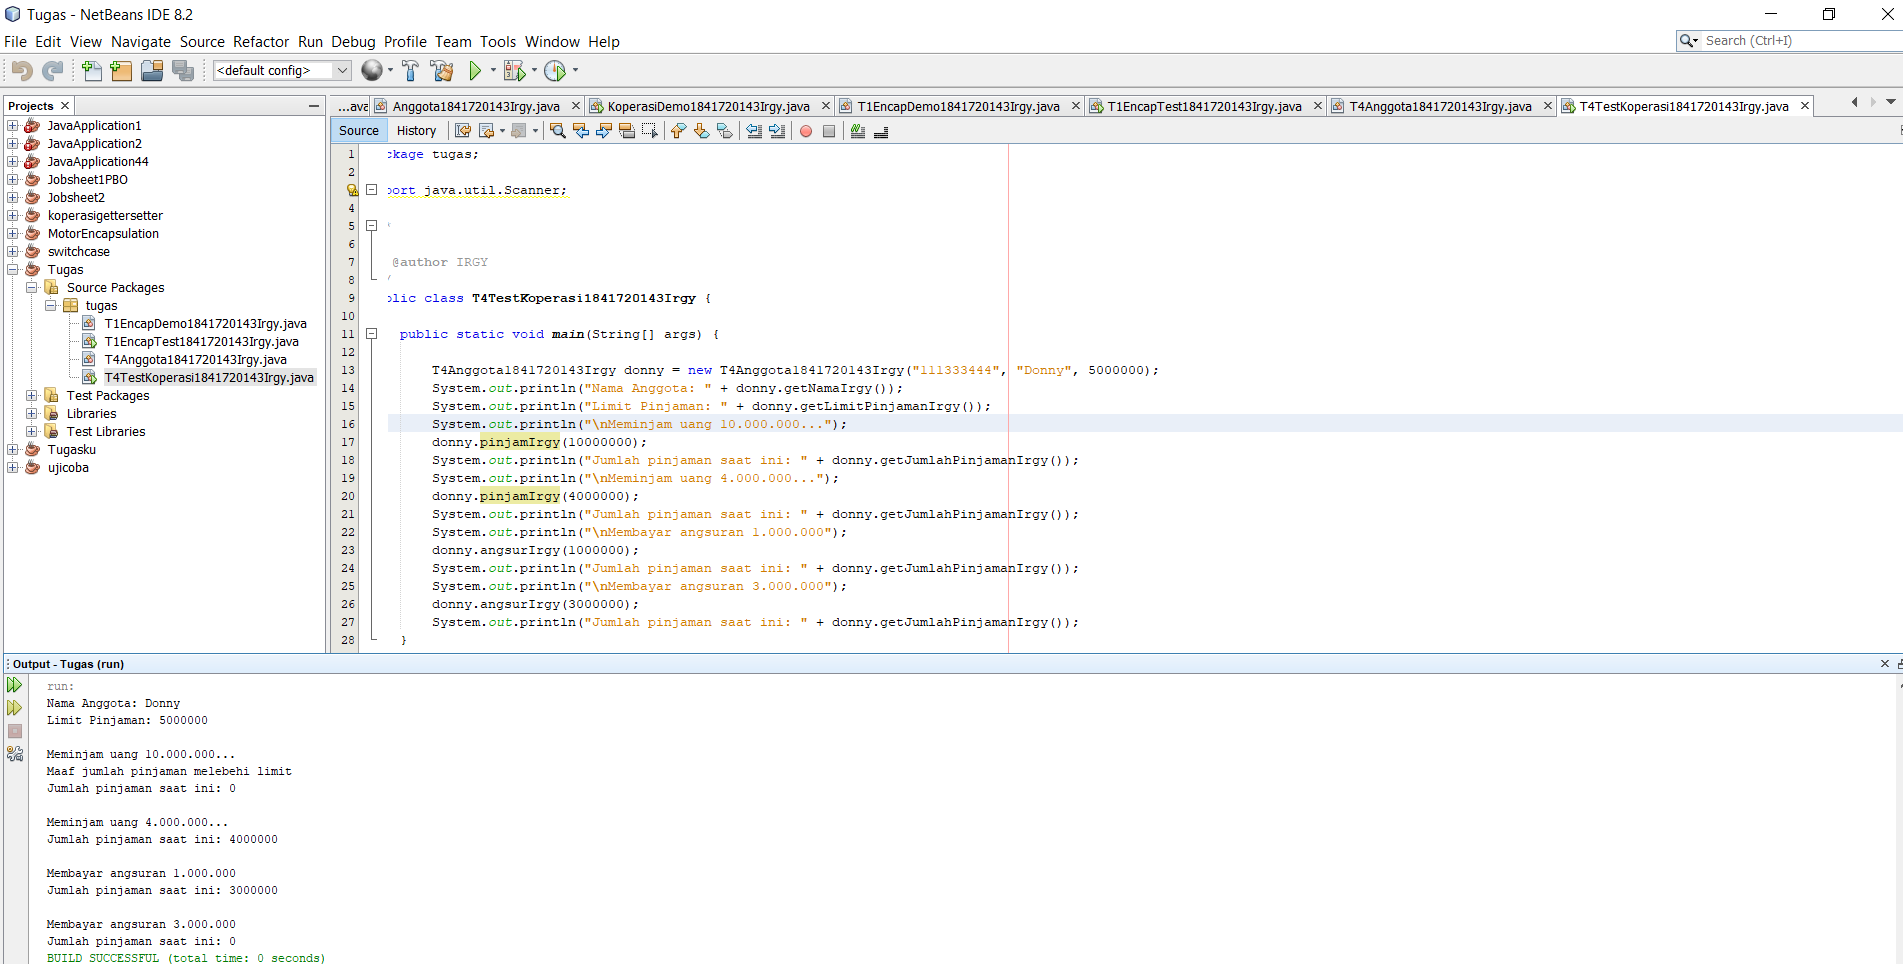 Tugas - NetBeans IDE 8.2
File Edit View Navigate Source Refactor Run Debug Profile Team Tools Window Help
Search (Ctrl+I)
<default config>
Projects
...ava Anggota1841720143Irgy.java KoperasiDemo1841720143Irgy.java T1EncapDemo1841720143Irgy.java T1EncapTest1841720143Irgy.java T4Anggota1841720143Irgy.java T4TestKoperasi1841720143Irgy.java
JavaApplication1
JavaApplication2
JavaApplication44
Jobsheet1PBO
Jobsheet2
koperasigettersetter
MotorEncapsulation
switchcase
Tugas
Source Packages
tugas
T1EncapDemo1841720143Irgy.java
T1EncapTest1841720143Irgy.java
T4Anggota1841720143Irgy.java
T4TestKoperasi1841720143Irgy.java
Test Packages
Libraries
Test Libraries
Tugasku
ujicoba
Source History
1 ckage tugas;
2
port java.util.Scanner;
4
5
6
7 @author IRGY
8 /
9 blic class T4TestKoperasi1841720143Irgy {
10
11 public static void main(String[] args) {
12
13 T4Anggota1841720143Irgy donny = new T4Anggota1841720143Irgy("111333444", "Donny", 5000000);
14 System.out.println("Nama Anggota: " + donny.getNamaIrgy());
15 System.out.println("Limit Pinjaman: " + donny.getLimitPinjamanIrgy());
16 System.out.println("\nMeminjam uang 10.000.000...");
17 donny.pinjamIrgy(10000000);
18 System.out.println("Jumlah pinjaman saat ini: " + donny.getJumlahPinjamanIrgy());
19 System.out.println("\nMeminjam uang 4.000.000...");
20 donny.pinjamIrgy(4000000);
21 System.out.println("Jumlah pinjaman saat ini: " + donny.getJumlahPinjamanIrgy());
22 System.out.println("\nMembayar angsuran 1.000.000");
23 donny.angsurIrgy(1000000);
24 System.out.println("Jumlah pinjaman saat ini: " + donny.getJumlahPinjamanIrgy());
25 System.out.println("\nMembayar angsuran 3.000.000");
26 donny.angsurIrgy(3000000);
27 System.out.println("Jumlah pinjaman saat ini: " + donny.getJumlahPinjamanIrgy());
28 }
Output - Tugas (run)
run:
Nama Anggota: Donny
Limit Pinjaman: 5000000
Meminjam uang 10.000.000...
Maaf jumlah pinjaman melebehi limit
Jumlah pinjaman saat ini: 0
Meminjam uang 4.000.000...
Jumlah pinjaman saat ini: 4000000
Membayar angsuran 1.000.000
Jumlah pinjaman saat ini: 3000000
Membayar angsuran 3.000.000
Jumlah pinjaman saat ini: 0
BUILD SUCCESSFUL (total time: 0 seconds)